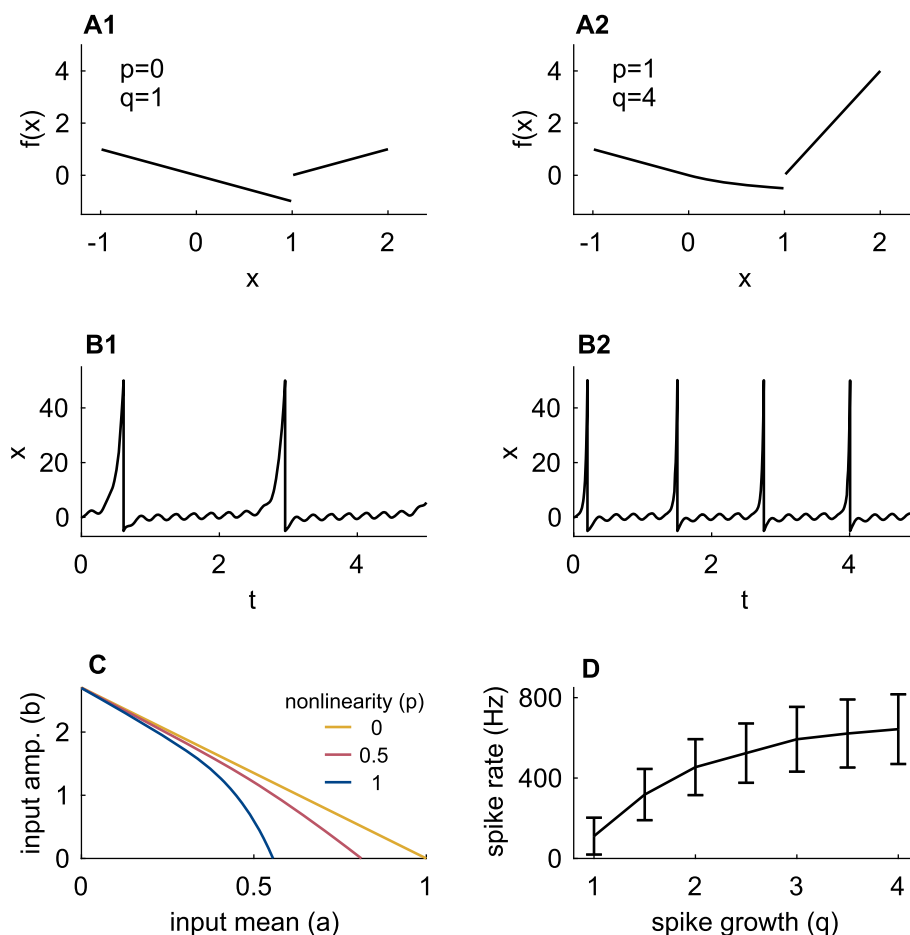 A1
p=0
q=1
f(x)
4
2
0
-1
0
1
2
x
A2
p=1
q=4
f(x)
4
2
0
-1
0
1
2
x
B1
x
40
20
0
0
2
4
t
B2
x
40
20
0
0
2
4
t
C
nonlinearity (p)
0
0.5
1
input amp. (b)
2
1
0
0.5
1
input mean (a)
D
spike rate (Hz)
800
400
0
1
2
3
4
spike growth (q)